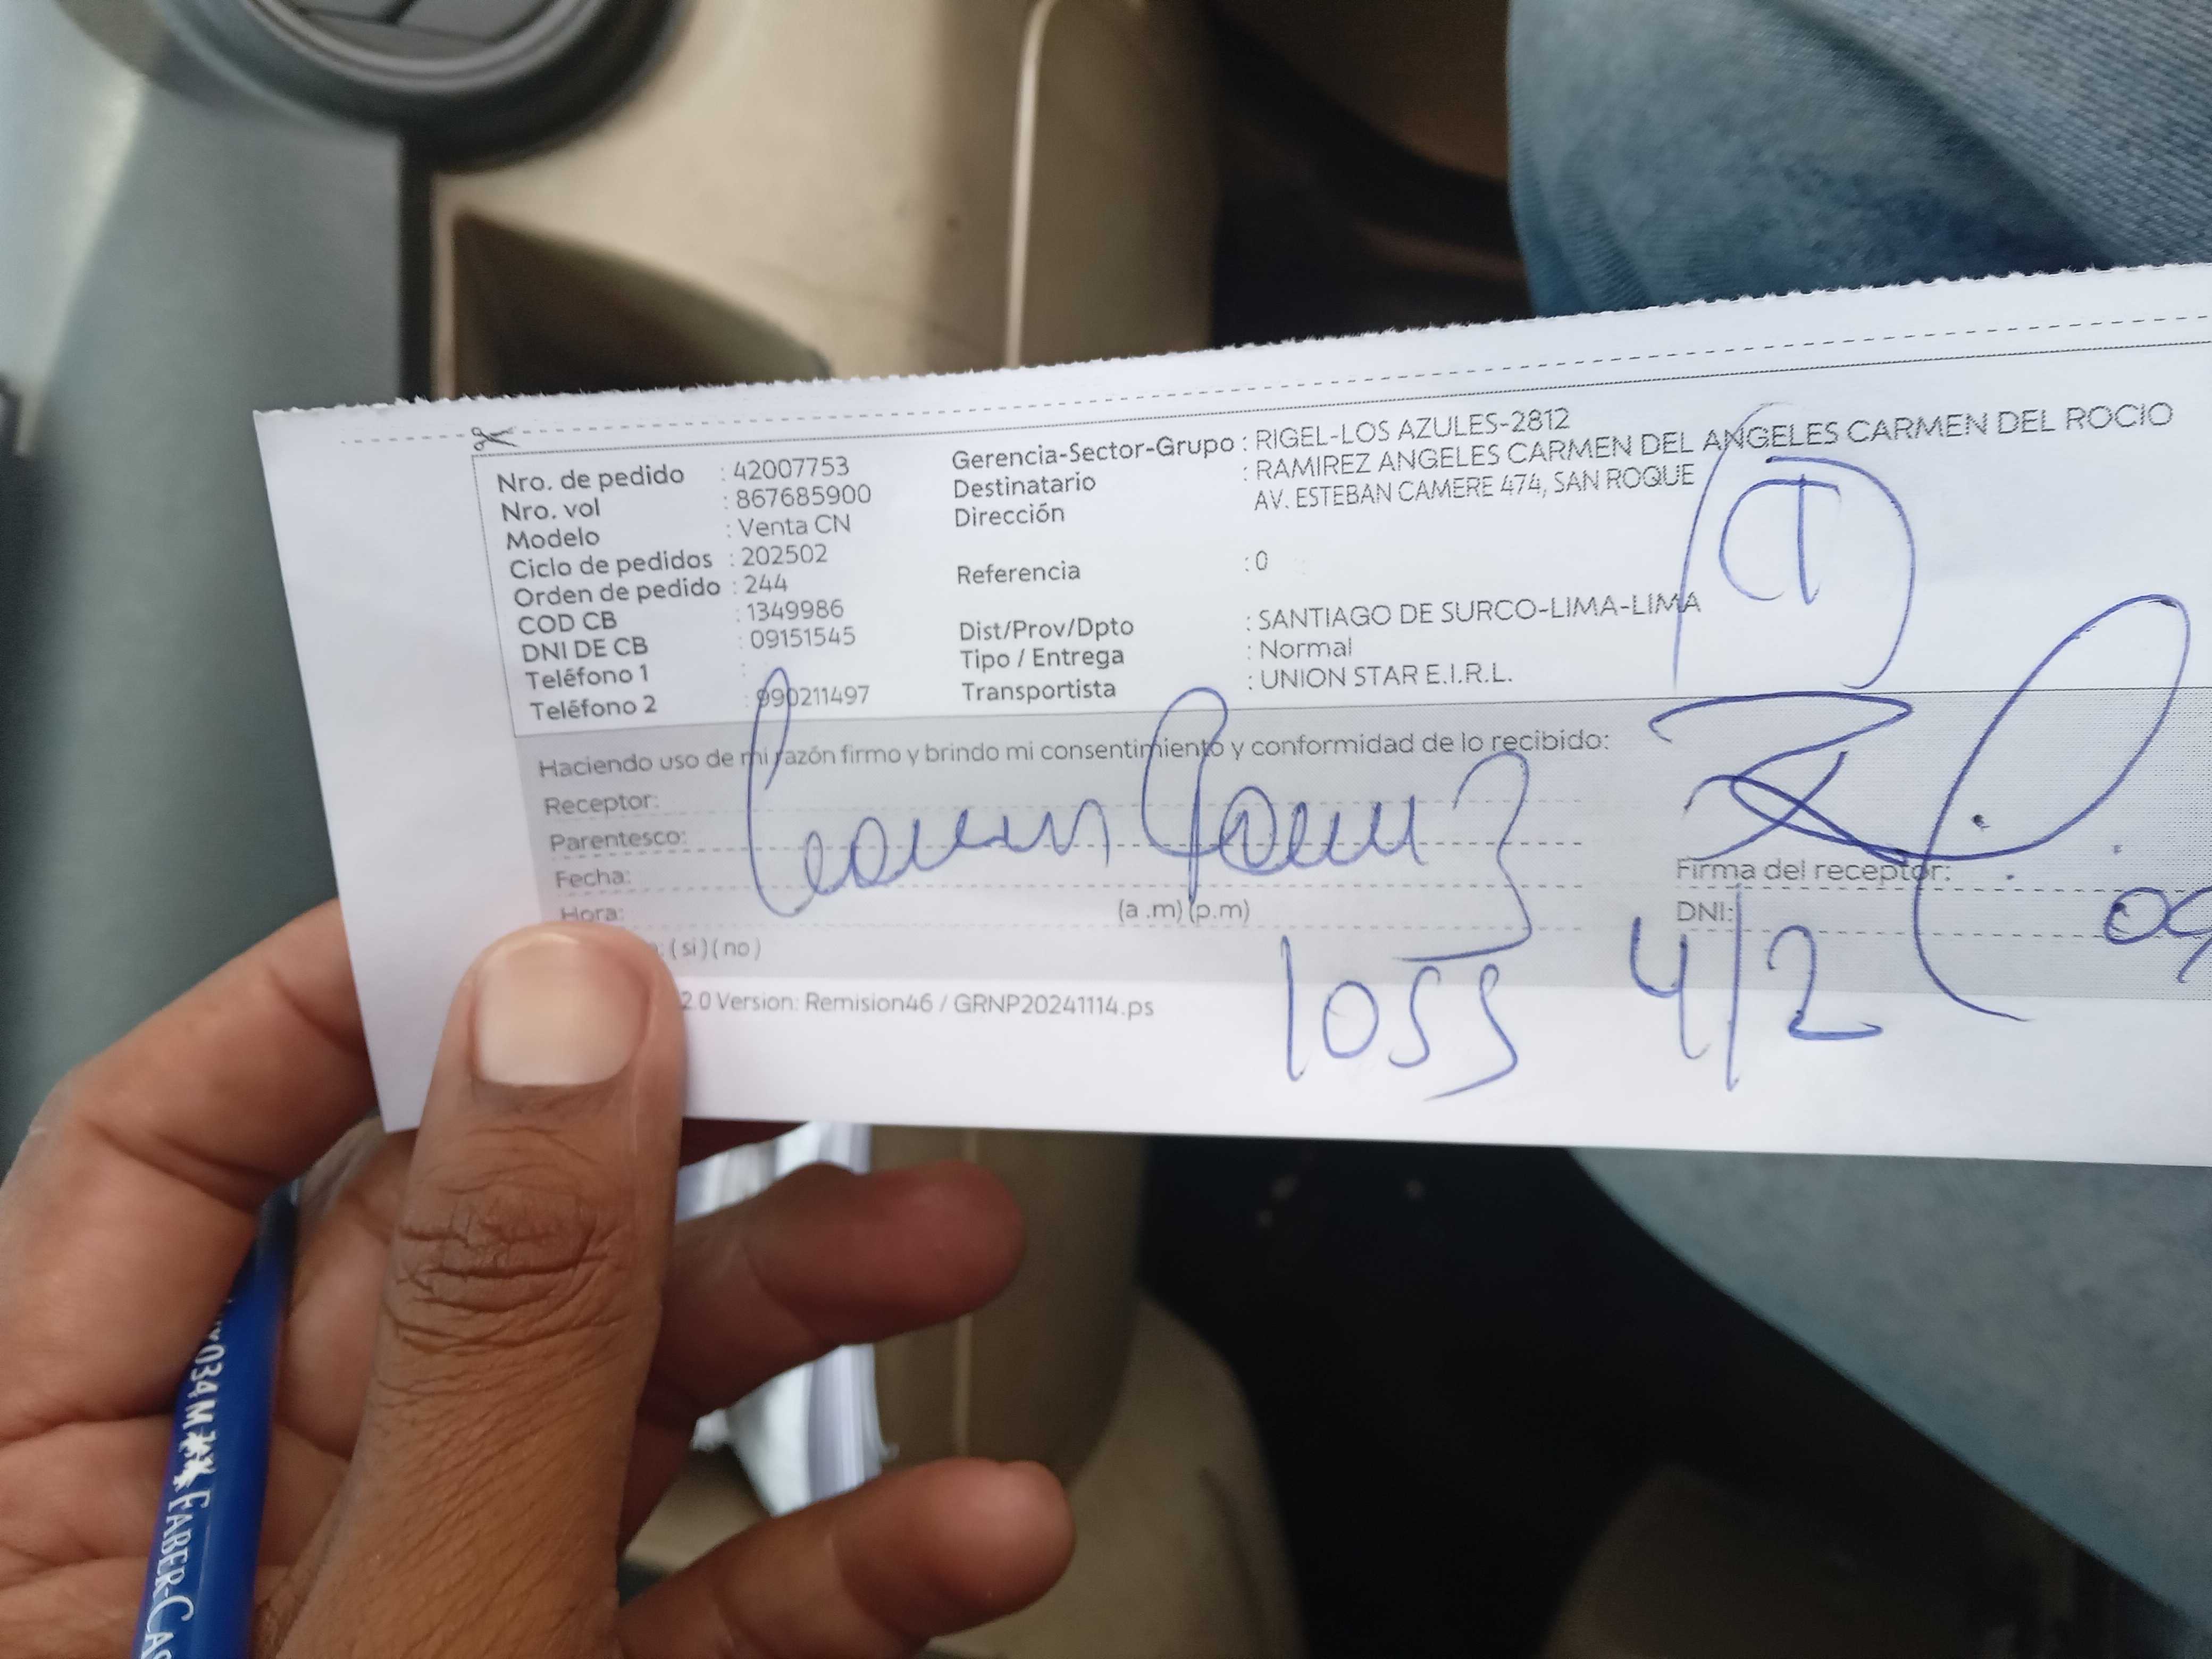 Nro. de pedido : 42007753
Nro. vol : 867685900
Modelo : Venta CN
Ciclo de pedidos : 202502
Orden de pedido : 244
COD CB : 1349986
DNI DE CB : 09151545
Teléfono 1 :
Teléfono 2 : 990211497
Gerencia-Sector-Grupo : RIGEL-LOS AZULES-2812
Destinatario : RAMIREZ ANGELES CARMEN DEL ANGELES CARMEN DEL ROCIO
Dirección AV. ESTEBAN CAMERE 474, SAN ROQUE
Referencia : 0
Dist/Prov/Dpto : SANTIAGO DE SURCO-LIMA-LIMA
Tipo / Entrega : Normal
Transportista : UNION STAR E.I.R.L.
Haciendo uso de mi razón firmo y brindo mi consentimiento y conformidad de lo recibido:
Receptor:
Parentesco:
Fecha:
Hora: (a .m) (p.m)
: ( si ) ( no )
Firma del receptor:
DNI:
1055 4/2
2.0 Version: Remision46 / GRNP20241114.ps
034M FABER-CAS